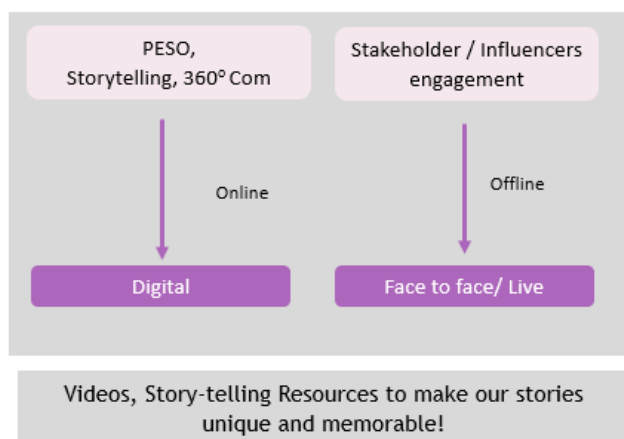 PESO,
Storytelling, 360º Com
Stakeholder / Influencers
engagement
Online
Offline
Digital
Face to face/ Live
Videos, Story-telling Resources to make our stories
unique and memorable!